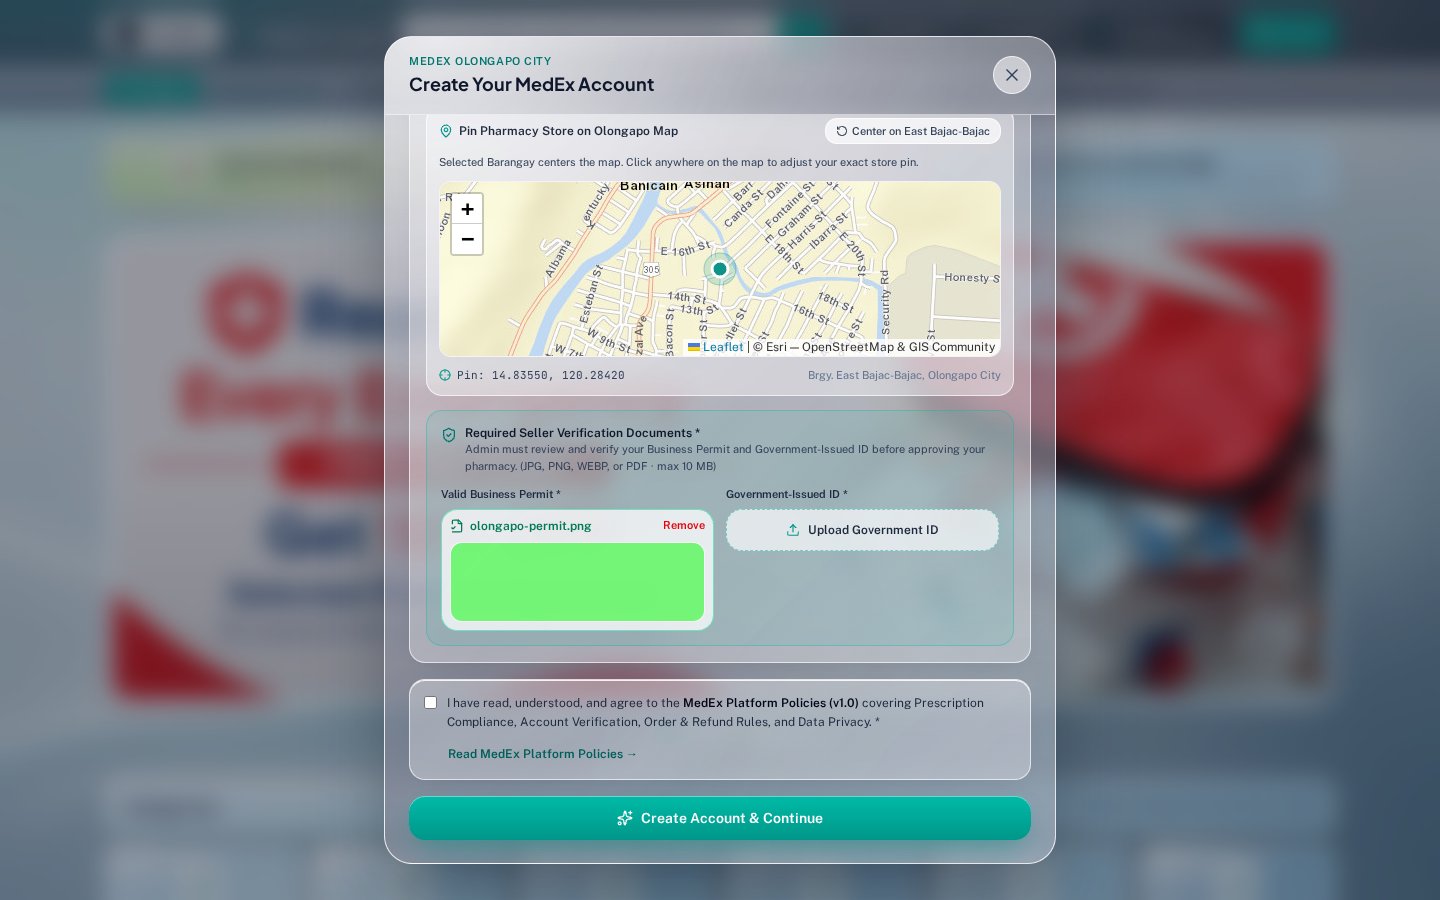 MEDEX OLONGAPO CITY
Create Your MedEx Account
Pin Pharmacy Store on Olongapo Map
Center on East Bajac-Bajac
Selected Barangay centers the map. Click anywhere on the map to adjust your exact store pin.
Banicain
Asinan
+
−
Albama
Esteban St
E 16th St
305
Canda St
Fontaine St
Graham St
Harris St
Ibarra St
18th St
E 20th St
Security Rd
Honesty S
14th St
13th St
18th St
16th St
Bacon St
W 9th St
Leaflet | © Esri — OpenStreetMap & GIS Community
Pin: 14.83550, 120.28420
Brgy. East Bajac-Bajac, Olongapo City
Required Seller Verification Documents *
Admin must review and verify your Business Permit and Government-Issued ID before approving your
pharmacy. (JPG, PNG, WEBP, or PDF · max 10 MB)
Valid Business Permit *
Government-Issued ID *
olongapo-permit.png
Remove
Upload Government ID
I have read, understood, and agree to the MedEx Platform Policies (v1.0) covering Prescription
Compliance, Account Verification, Order & Refund Rules, and Data Privacy. *
Read MedEx Platform Policies →
Create Account & Continue